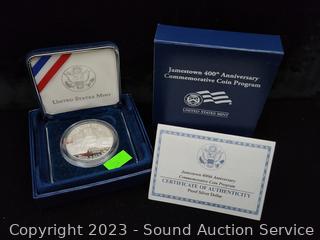 UNITED STATES MINT
Jamestown 400th Anniversary
Commemorative Coin Program
UNITED STATES MINT
Jamestown 400th Anniversary
Commemorative Coin Program
CERTIFICATE OF AUTHENTICITY
Proof Silver Dollar
Copyright 2023 - Sound Auction Service